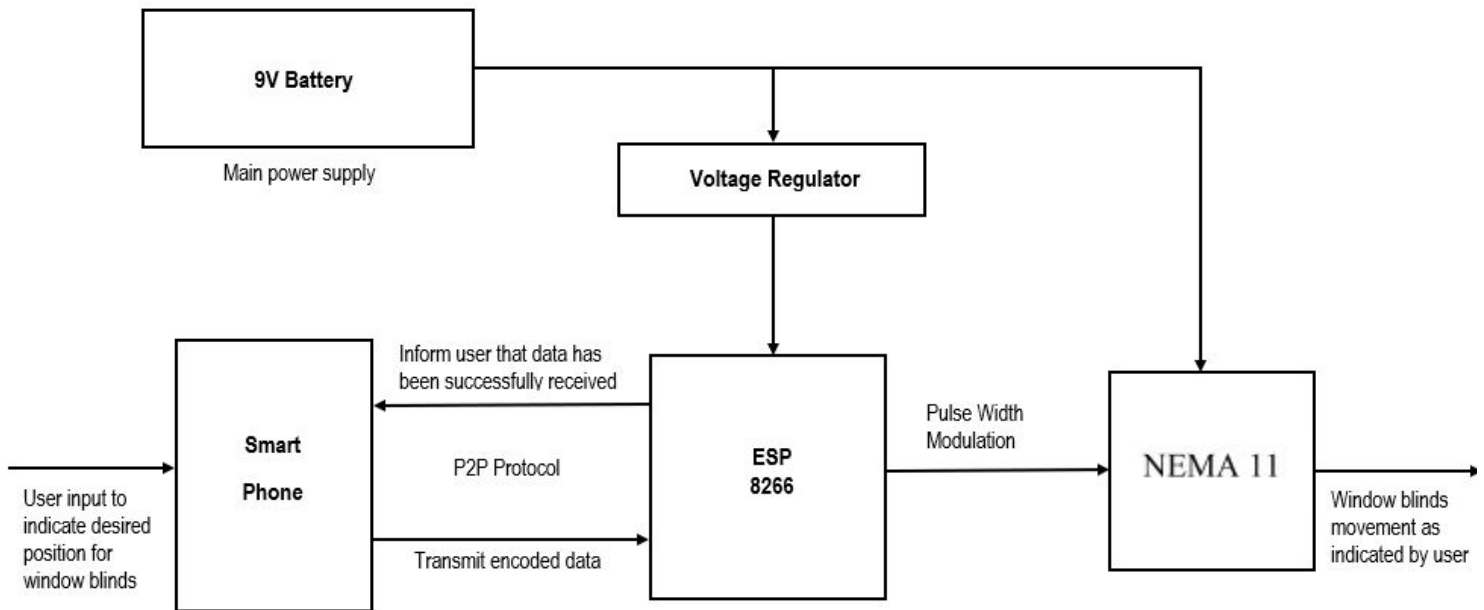 9V Battery
Main power supply
Voltage Regulator
Inform user that data has
been successfully received
Smart
Phone
P2P Protocol
ESP
8266
Pulse Width
Modulation
NEMA 11
User input to
indicate desired
position for
window blinds
Transmit encoded data
Window blinds
movement as
indicated by user